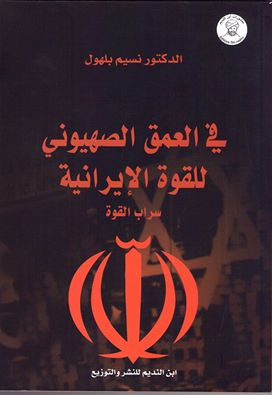 الدكتور نسيم بلهول
في العمق الصهيوني
للقوة الإيرانية
سراب القوة
ابن النديم للنشر والتوزيع